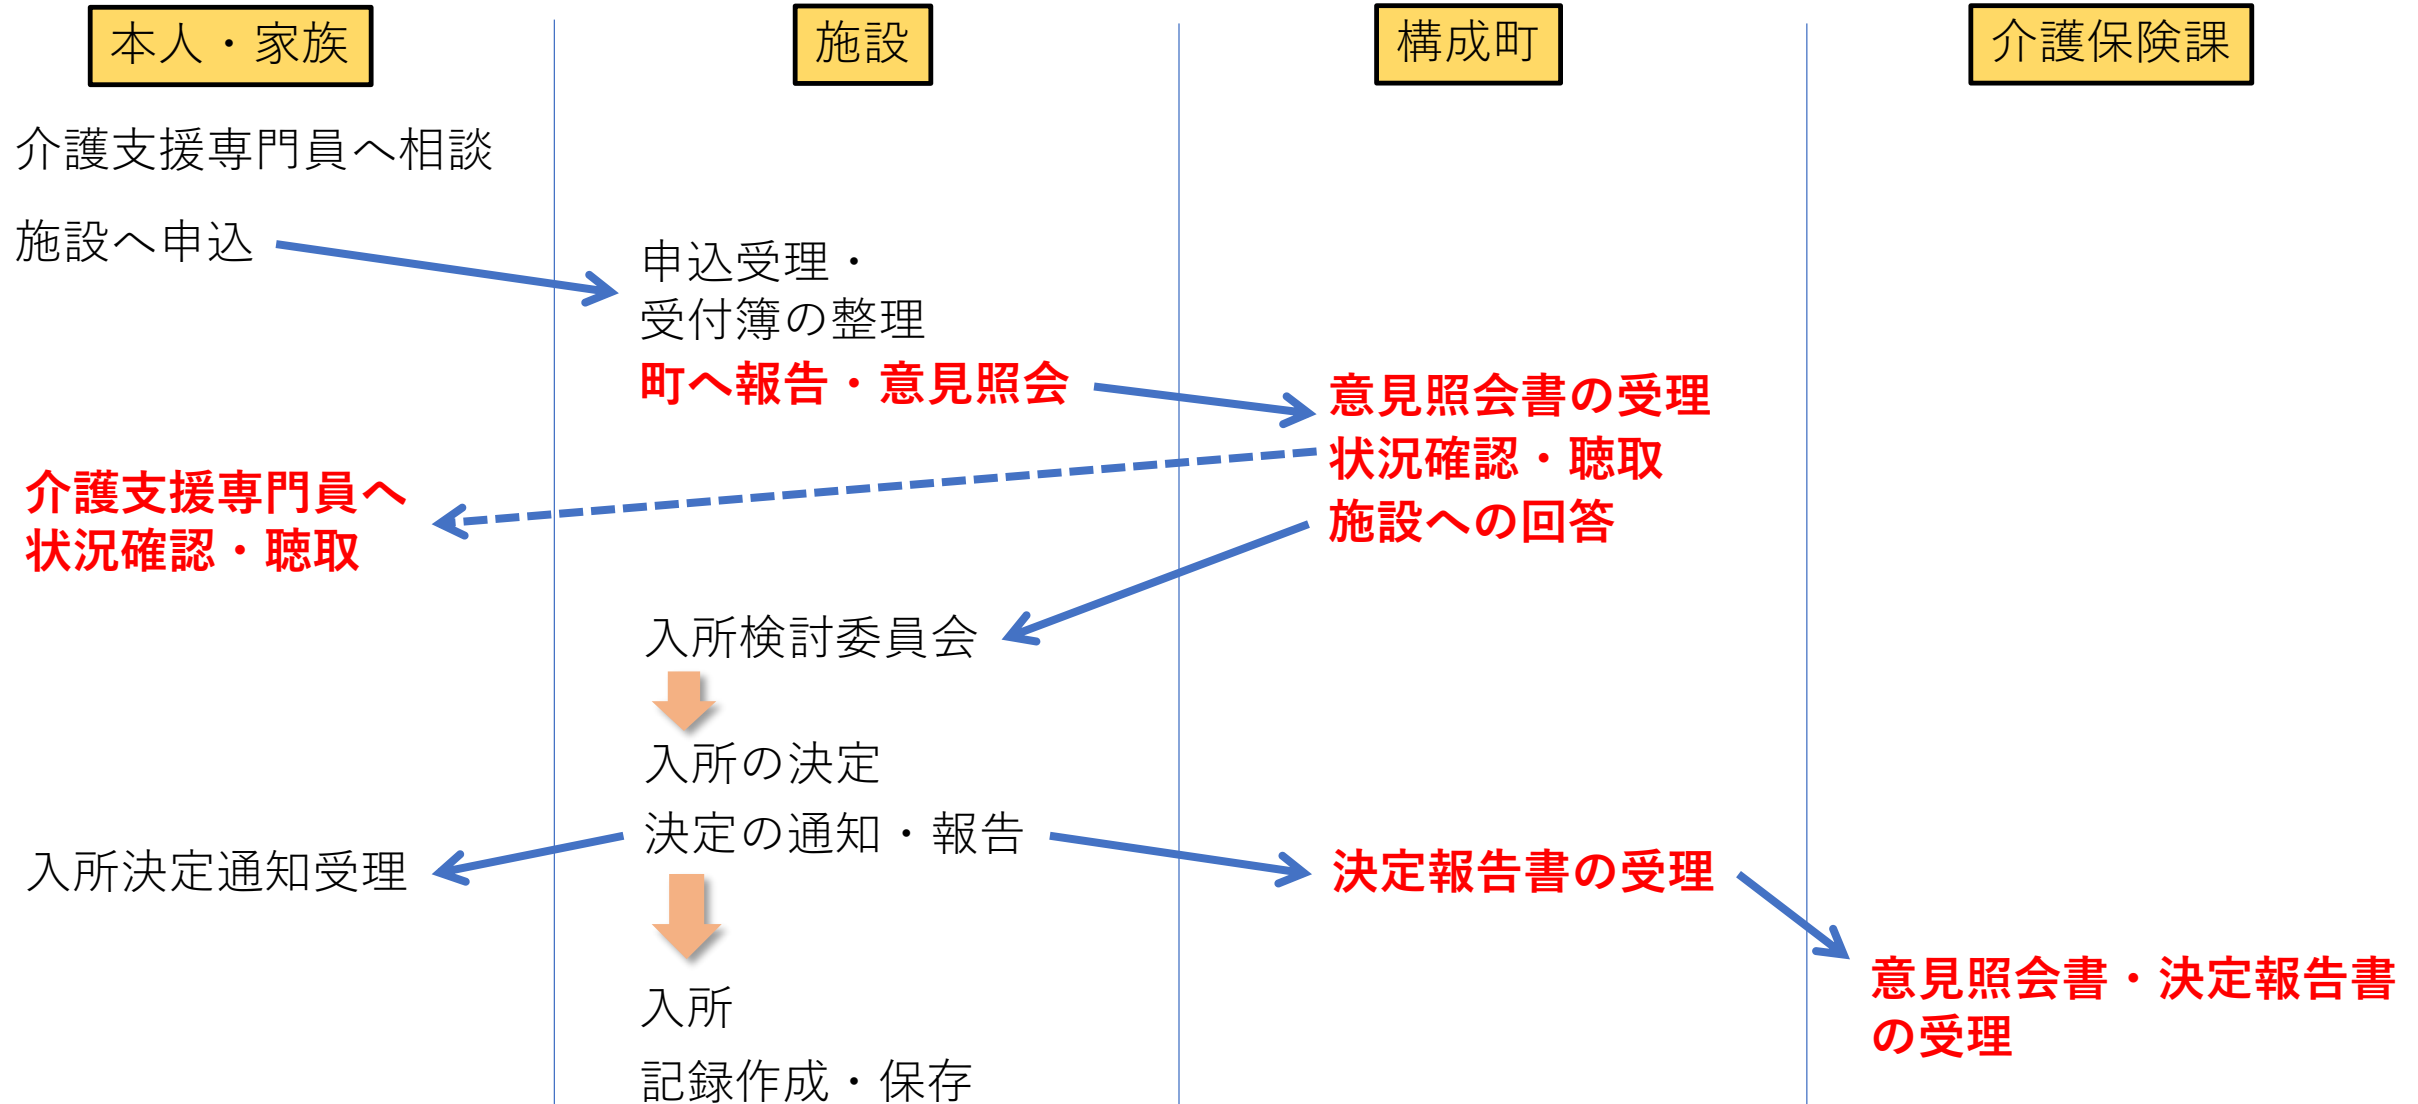 本人・家族
施設
構成町
介護保険課
介護支援専門員へ相談
施設へ申込
申込受理・
受付簿の整理
町へ報告・意見照会
意見照会書の受理
状況確認・聴取
施設への回答
介護支援専門員へ
状況確認・聴取
入所検討委員会
入所の決定
決定の通知・報告
入所決定通知受理
決定報告書の受理
意見照会書・決定報告書
の受理
入所
記録作成・保存